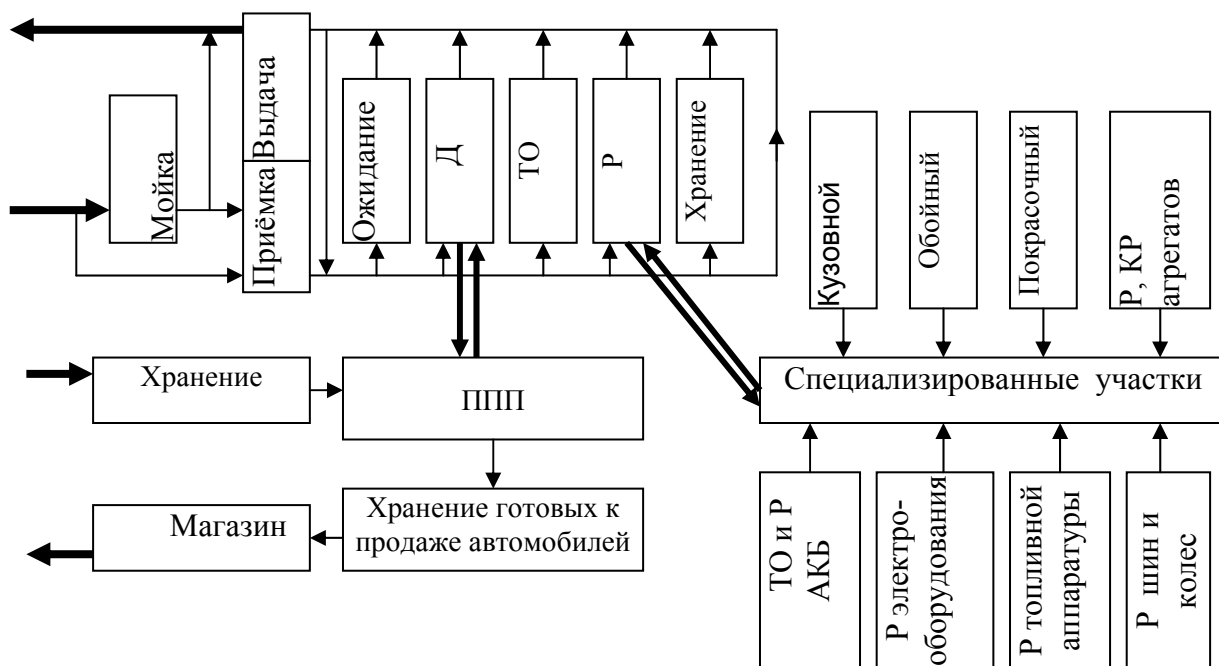 Мойка
Приёмка
Выдача
Ожидание
Д
ТО
Р
Хранение
Кузовной
Обойный
Покрасочный
Р, КР
агрегатов
Хранение
ППП
Специализированные участки
Магазин
Хранение готовых к
продаже автомобилей
ТО и Р
АКБ
Р электро-
оборудования
Р топливной
аппаратуры
Р шин и
колес